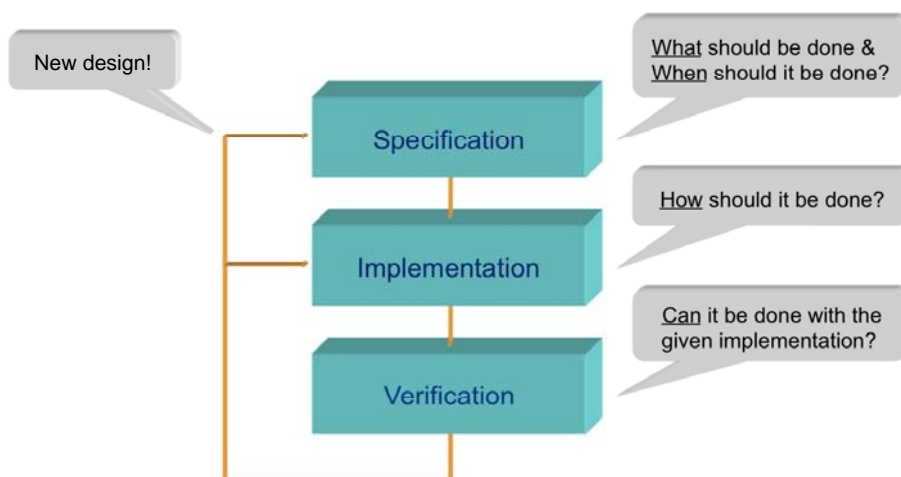 New design!
What should be done &
When should it be done?
Specification
How should it be done?
Implementation
Can it be done with the
given implementation?
Verification